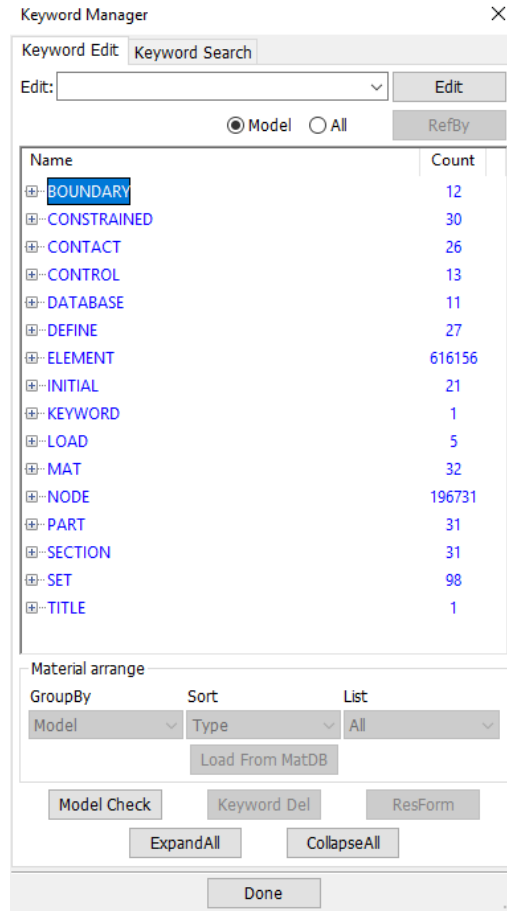 Keyword Manager
Keyword Edit Keyword Search
Edit: Edit
Model All RefBy
Name Count
BOUNDARY 12
CONSTRAINED 30
CONTACT 26
CONTROL 13
DATABASE 11
DEFINE 27
ELEMENT 616156
INITIAL 21
KEYWORD 1
LOAD 5
MAT 32
NODE 196731
PART 31
SECTION 31
SET 98
TITLE 1
Material arrange
GroupBy Sort List
Model Type All
Load From MatDB
Model Check Keyword Del ResForm
ExpandAll CollapseAll
Done